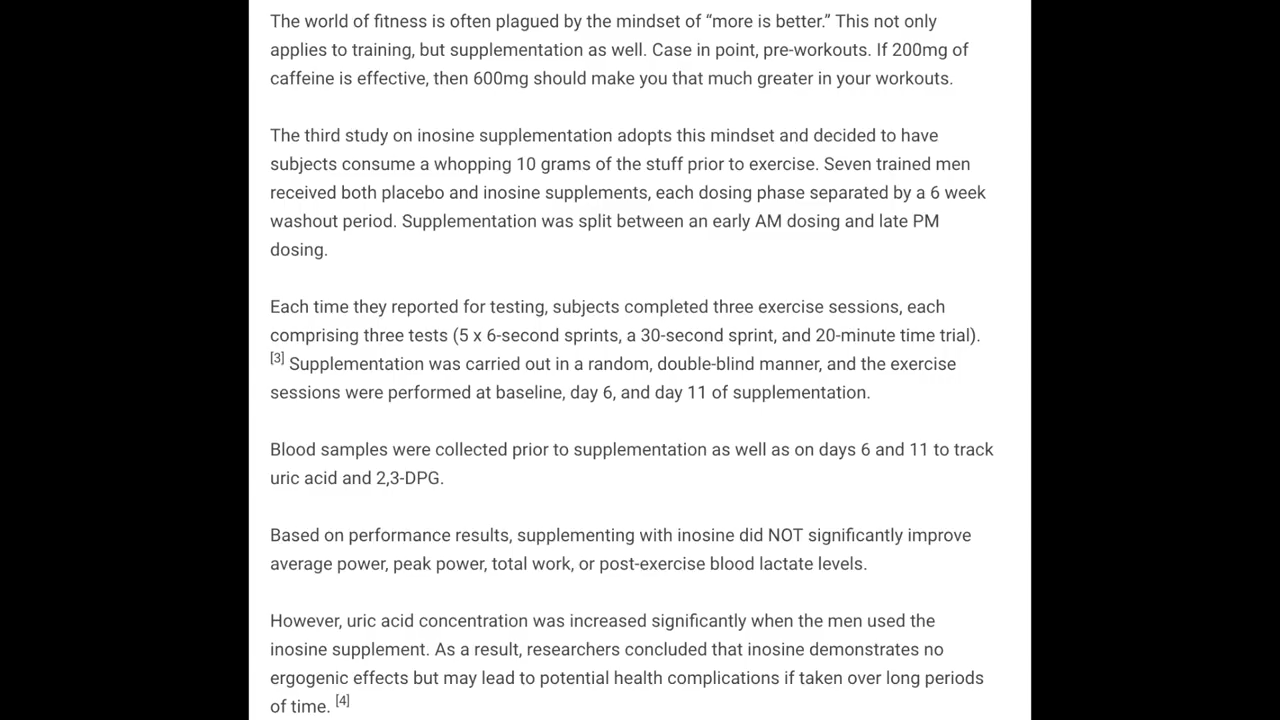 The world of fitness is often plagued by the mindset of “more is better.” This not only
applies to training, but supplementation as well. Case in point, pre-workouts. If 200mg of
caffeine is effective, then 600mg should make you that much greater in your workouts.
The third study on inosine supplementation adopts this mindset and decided to have
subjects consume a whopping 10 grams of the stuff prior to exercise. Seven trained men
received both placebo and inosine supplements, each dosing phase separated by a 6 week
washout period. Supplementation was split between an early AM dosing and late PM
dosing.
Each time they reported for testing, subjects completed three exercise sessions, each
comprising three tests (5 x 6-second sprints, a 30-second sprint, and 20-minute time trial).
[3] Supplementation was carried out in a random, double-blind manner, and the exercise
sessions were performed at baseline, day 6, and day 11 of supplementation.
Blood samples were collected prior to supplementation as well as on days 6 and 11 to track
uric acid and 2,3-DPG.
Based on performance results, supplementing with inosine did NOT significantly improve
average power, peak power, total work, or post-exercise blood lactate levels.
However, uric acid concentration was increased significantly when the men used the
inosine supplement. As a result, researchers concluded that inosine demonstrates no
ergogenic effects but may lead to potential health complications if taken over long periods
of time. [4]